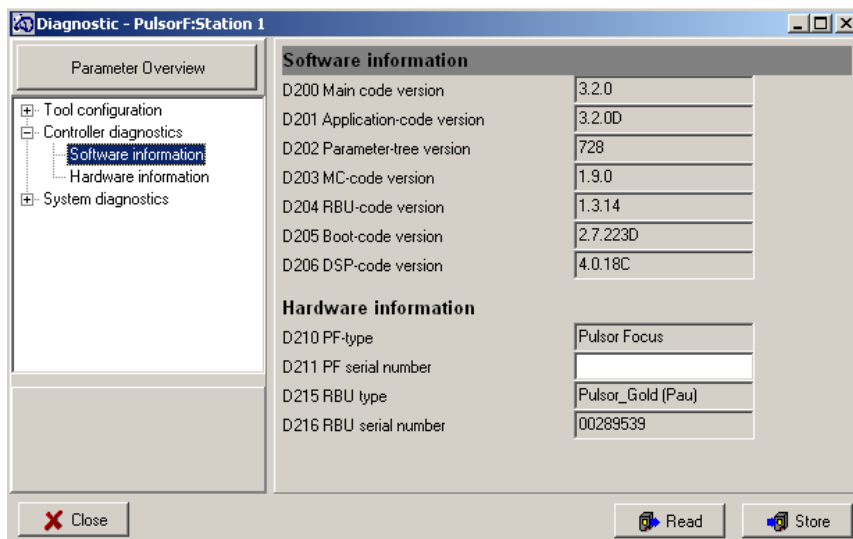 Diagnostic - PulsorF:Station 1
Parameter Overview
Tool configuration
Controller diagnostics
Software information
Hardware information
System diagnostics
Software information
D200 Main code version 3.2.0
D201 Application-code version 3.2.0D
D202 Parameter-tree version 728
D203 MC-code version 1.9.0
D204 RBU-code version 1.3.14
D205 Boot-code version 2.7.223D
D206 DSP-code version 4.0.18C
Hardware information
D210 PF-type Pulsor Focus
D211 PF serial number
D215 RBU type Pulsor_Gold (Pau)
D216 RBU serial number 00289539
Close
Read
Store